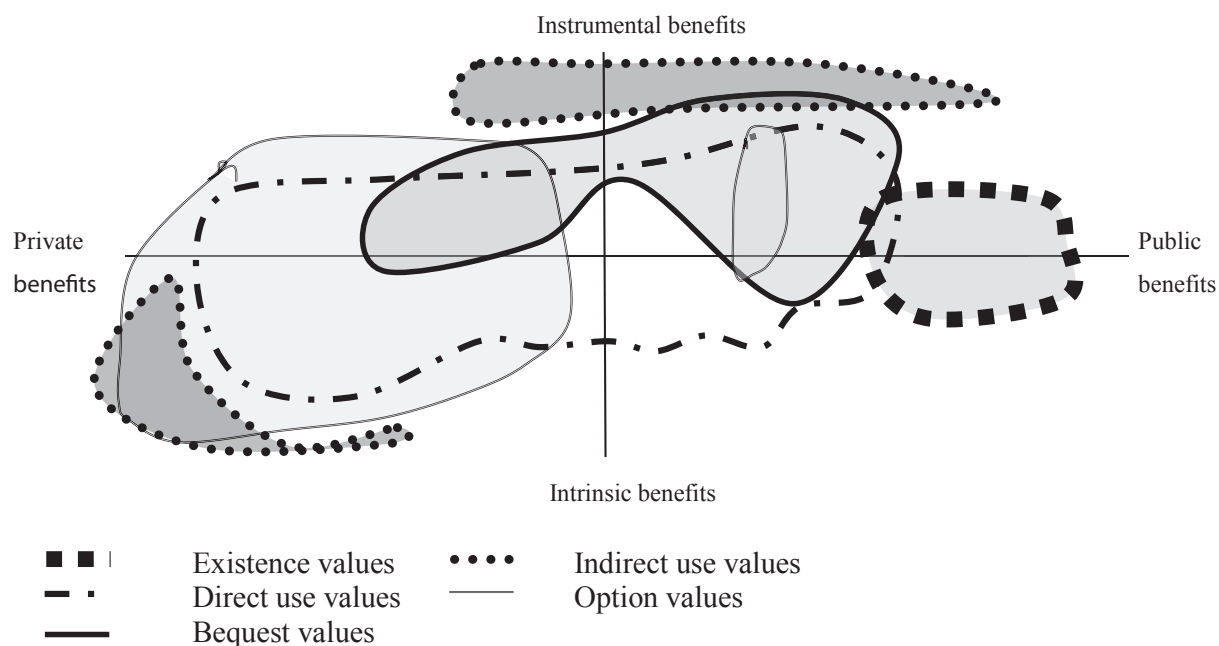 Instrumental benefits
Private
benefits
Public
benefits
Intrinsic benefits
Existence values
Direct use values
Bequest values
Indirect use values
Option values